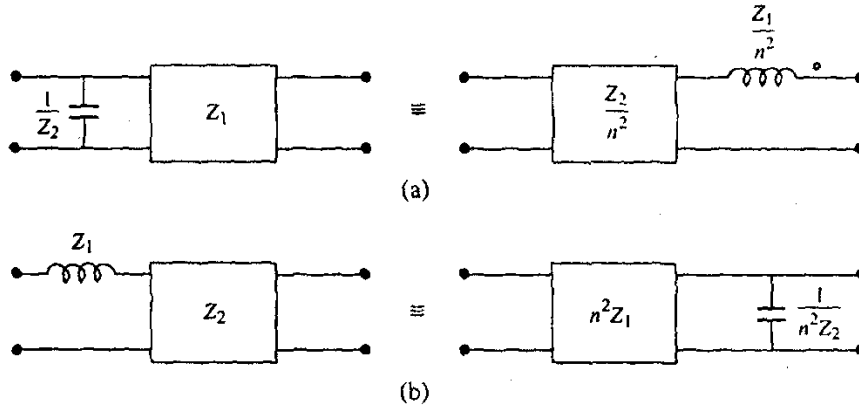 1/Z₂
Z₁
≡
Z₂/n²
Z₁/n²
(a)
Z₁
Z₂
≡
n²Z₁
1/n²Z₂
(b)